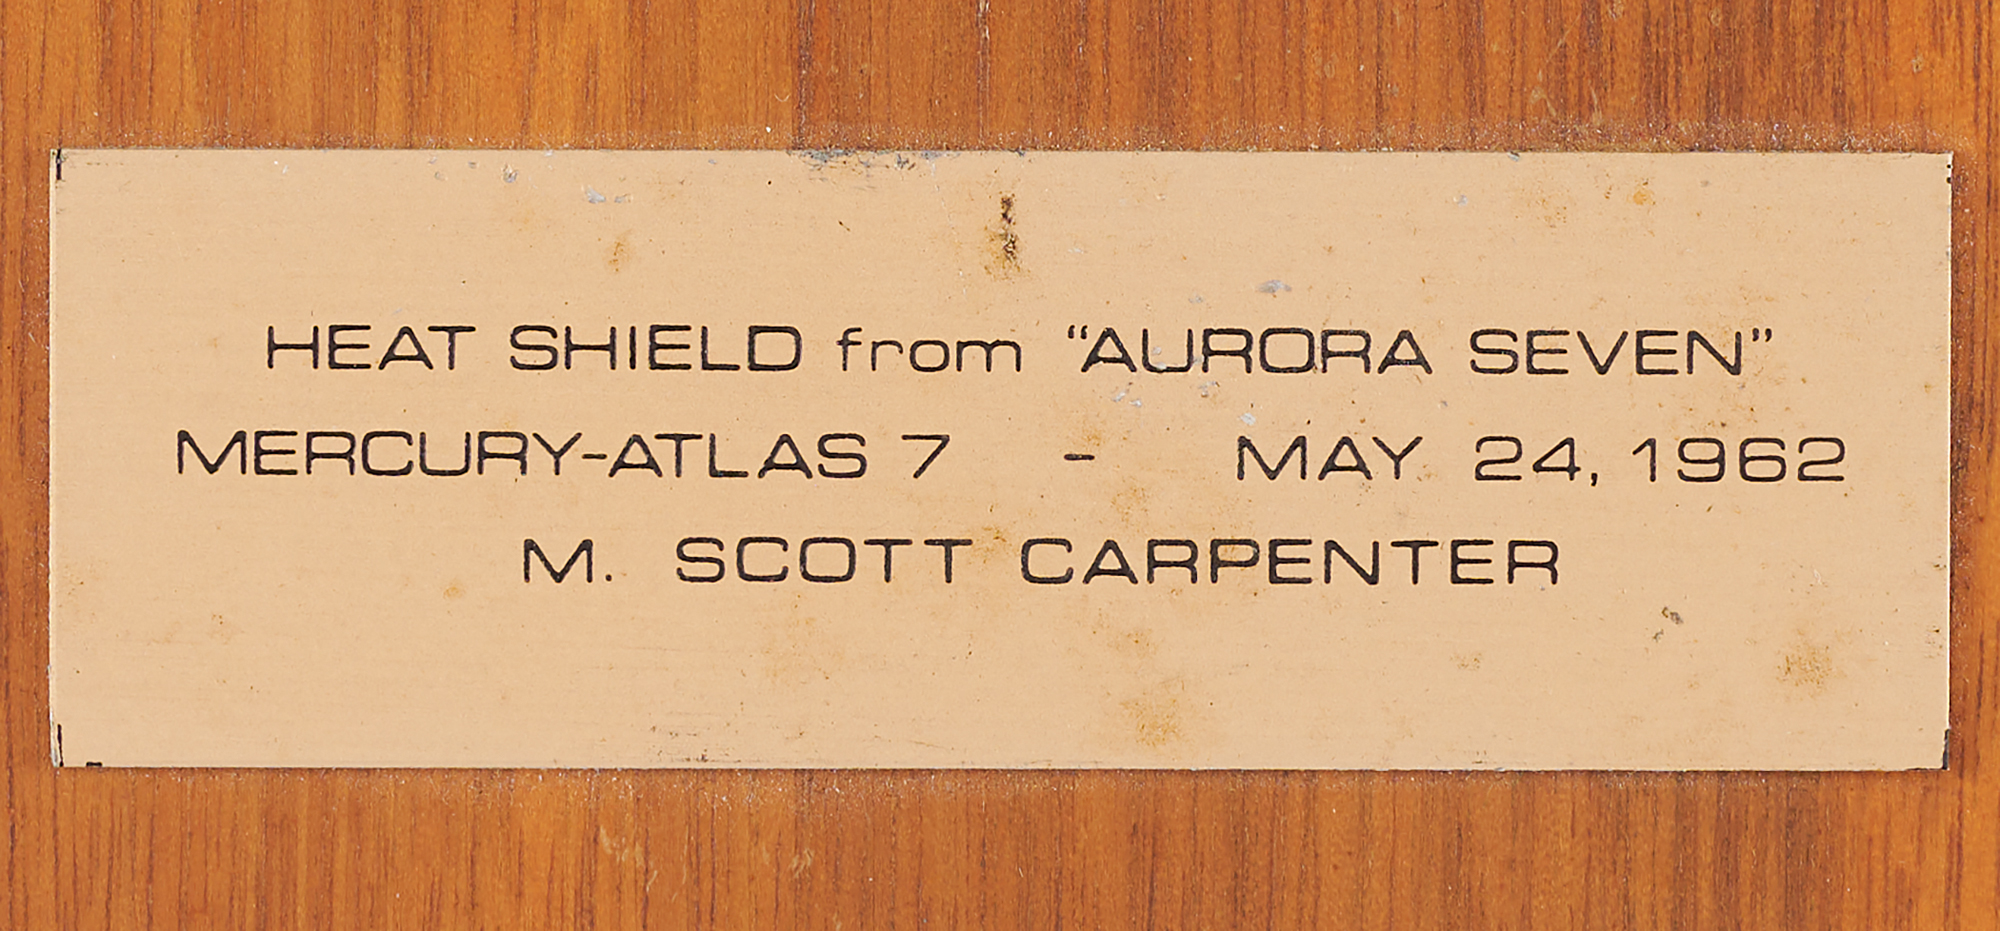 HEAT SHIELD from “AURORA SEVEN”
MERCURY-ATLAS 7 - MAY 24, 1962
M. SCOTT CARPENTER